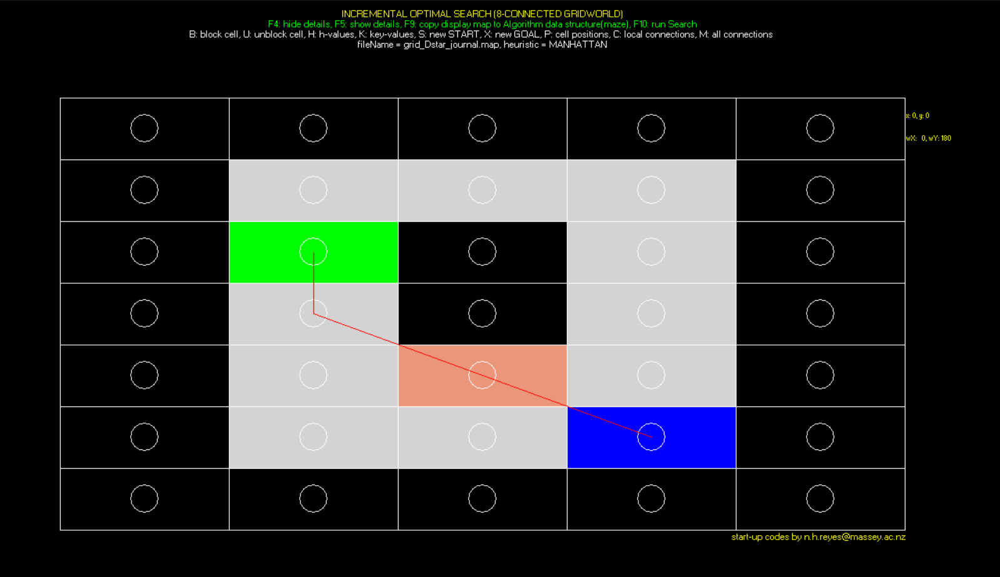 INCREMENTAL OPTIMAL SEARCH (8-CONNECTED GRIDWORLD)
F4: hide details, F5: show details, F9: copy display map to Algorithm data structure(maze), F10: run Search
B: block cell, U: unblock cell, H: h-values, K: key-values, S: new START, X: new GOAL, P: cell positions, C: local connections, M: all connections
fileName = grid_Dstar_journal.map, heuristic = MANHATTAN
x: 0, y: 0
wX: 0, wY: 180
start-up codes by n.h.reyes@massey.ac.nz